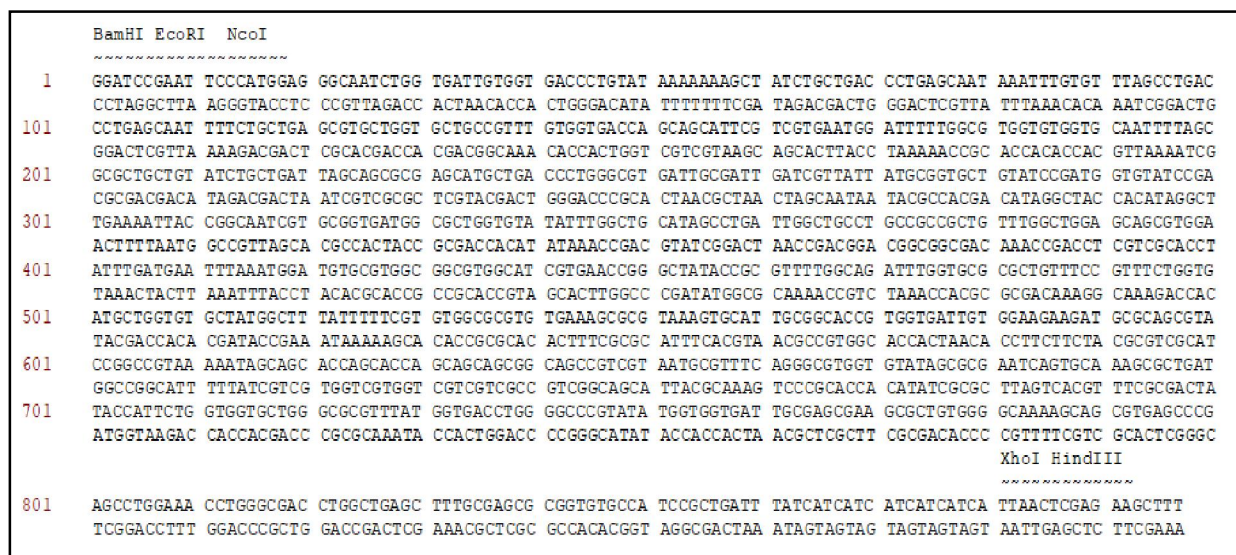 BamHI EcoRI NcoI
~~~~~~~~~~~~~~~~~~~
1 GGATCCGAAT TCCCATGGAG GGCAATCTGG TGATTGTGGT GACCCTGTAT AAAAAAAGCT ATCTGCTGAC CCTGAGCAAT AAATTTGTGT TTAGCCTGAC
CCTAGGCTTA AGGGTACCTC CCGTTAGACC ACTAACACCA CTGGGACATA TTTTTTTCGA TAGACGACTG GGACTCGTTA TTTAAACACA AATCGGACTG
101 CCTGAGCAAT TTTCTGCTGA GCGTGCTGGT GCTGCCGTTT GTGGTGACCA GCAGCATTCG TCGTGAATGG ATTTTTGGCG TGGTGTGGTG CAATTTTAGC
GGACTCGTTA AAAGACGACT CGCACGACCA CGACGGCAAA CACCACTGGT CGTCGTAAGC AGCACTTACC TAAAAACCGC ACCACACCAC GTTAAAATCG
201 GCGCTGCTGT ATCTGCTGAT TAGCAGCGCG AGCATGCTGA CCCTGGGCGT GATTGCGATT GATCGTTATT ATGCGGTGCT GTATCCGATG GTGTATCCGA
CGCGACGACA TAGACGACTA ATCGTCGCGC TCGTACGACT GGGACCCGCA CTAACGCTAA CTAGCAATAA TACGCCACGA CATAGGCTAC CACATAGGCT
301 TGAAAATTAC CGGCAATCGT GCGGTGATGG CGCTGGTGTA TATTTGGCTG CATAGCCTGA TTGGCTGCCT GCCGCCGCTG TTTGGCTGGA GCAGCGTGGA
ACTTTTAATG GCCGTTAGCA CGCCACTACC GCGACCACAT ATAAACCGAC GTATCGGACT AACCGACGGA CGGCGGCGAC AAACCGACCT CGTCGCACCT
401 ATTTGATGAA TTTAAATGGA TGTGCGTGGC GGCGTGGCAT CGTGAACCGG GCTATACCGC GTTTTGGCAG ATTTGGTGCG CGCTGTTTCC GTTTCTGGTG
TAAACTACTT AAATTTACCT ACACGCACCG CCGCACCGTA GCACTTGGCC CGATATGGCG CAAAACCGTC TAAACCACGC GCGACAAAGG CAAAGACCAC
501 ATGCTGGTGT GCTATGGCTT TATTTTTCGT GTGGCGCGTG TGAAAGCGCG TAAAGTGCAT TGCGGCACCG TGGTGATTGT GGAAGAAGAT GCGCAGCGTA
TACGACCACA CGATACCGAA ATAAAAAGCA CACCGCGCAC ACTTTCGCGC ATTTCACGTA ACGCCGTGGC ACCACTAACA CCTTCTTCTA CGCGTCGCAT
601 CCGGCCGTAA AAATAGCAGC ACCAGCACCA GCAGCAGCGG CAGCCGTCGT AATGCGTTTC AGGGCGTGGT GTATAGCGCG AATCAGTGCA AAGCGCTGAT
GGCCGGCATT TTTATCGTCG TGGTCGTGGT CGTCGTCGCC GTCGGCAGCA TTACGCAAAG TCCCGCACCA CATATCGCGC TTAGTCACGT TTCGCGACTA
701 TACCATTCTG GTGGTGCTGG GCGCGTTTAT GGTGACCTGG GGCCCGTATA TGGTGGTGAT TGCGAGCGAA GCGCTGTGGG GCAAAAGCAG CGTGAGCCCG
ATGGTAAGAC CACCACGACC CGCGCAAATA CCACTGGACC CCGGGCATAT ACCACCACTA ACGCTCGCTT CGCGACACCC CGTTTTCGTC GCACTCGGGC
XhoI HindIII
~~~~~~~~~~~~~
801 AGCCTGGAAA CCTGGGCGAC CTGGCTGAGC TTTGCGAGCG CGGTGTGCCA TCCGCTGATT TATCATCATC ATCATCATCA TTAACTCGAG AAGCTTT
TCGGACCTTT GGACCCGCTG GACCGACTCG AAACGCTCGC GCCACACGGT AGGCGACTAA ATAGTAGTAG TAGTAGTAGT AATTGAGCTC TTCGAAA